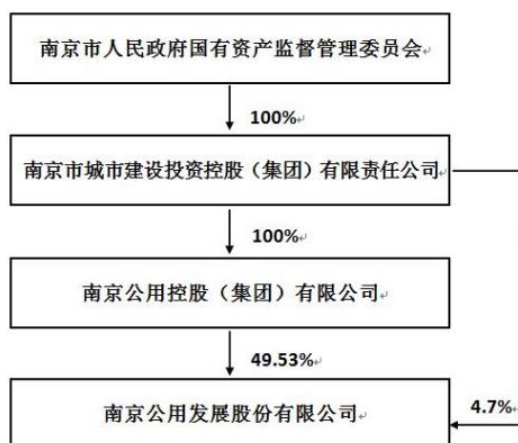 南京市人民政府国有资产监督管理委员会
100%
南京市城市建设投资控股（集团）有限责任公司
100%
南京公用控股（集团）有限公司
49.53%
南京公用发展股份有限公司
4.7%